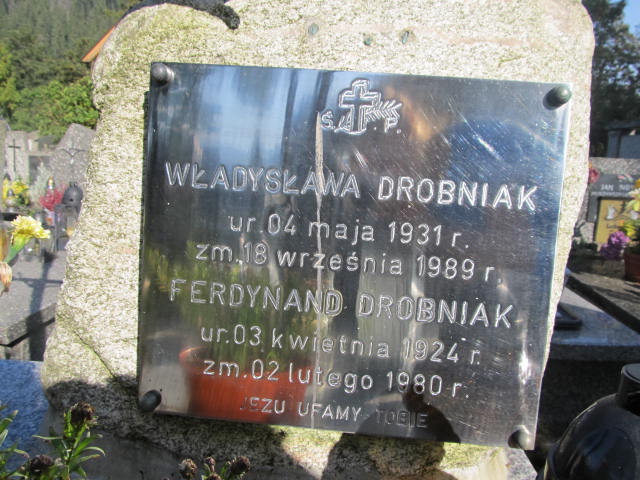 Ś. P.
WŁADYSŁAWA DROBNIAK
ur. 04 maja 1931 r.
zm. 18 września 1989 r.
FERDYNAND DROBNIAK
ur. 03 kwietnia 1924 r.
zm. 02 lutego 1980 r.
JEZU UFAMY TOBIE
JAN